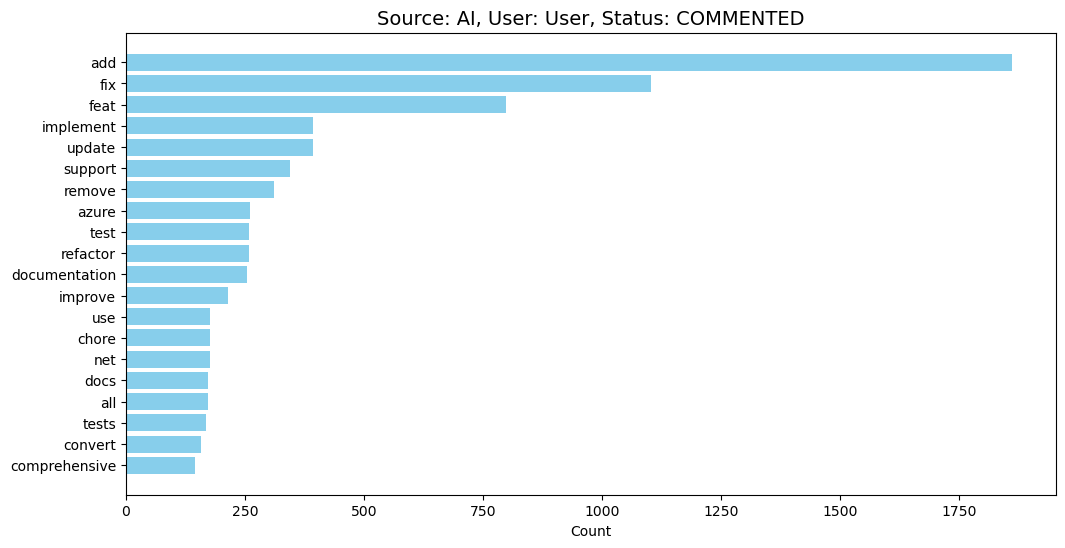 Source: AI, User: User, Status: COMMENTED
add
fix
feat
implement
update
support
remove
azure
test
refactor
documentation
improve
use
chore
net
docs
all
tests
convert
comprehensive
0 250 500 750 1000 1250 1500 1750
Count